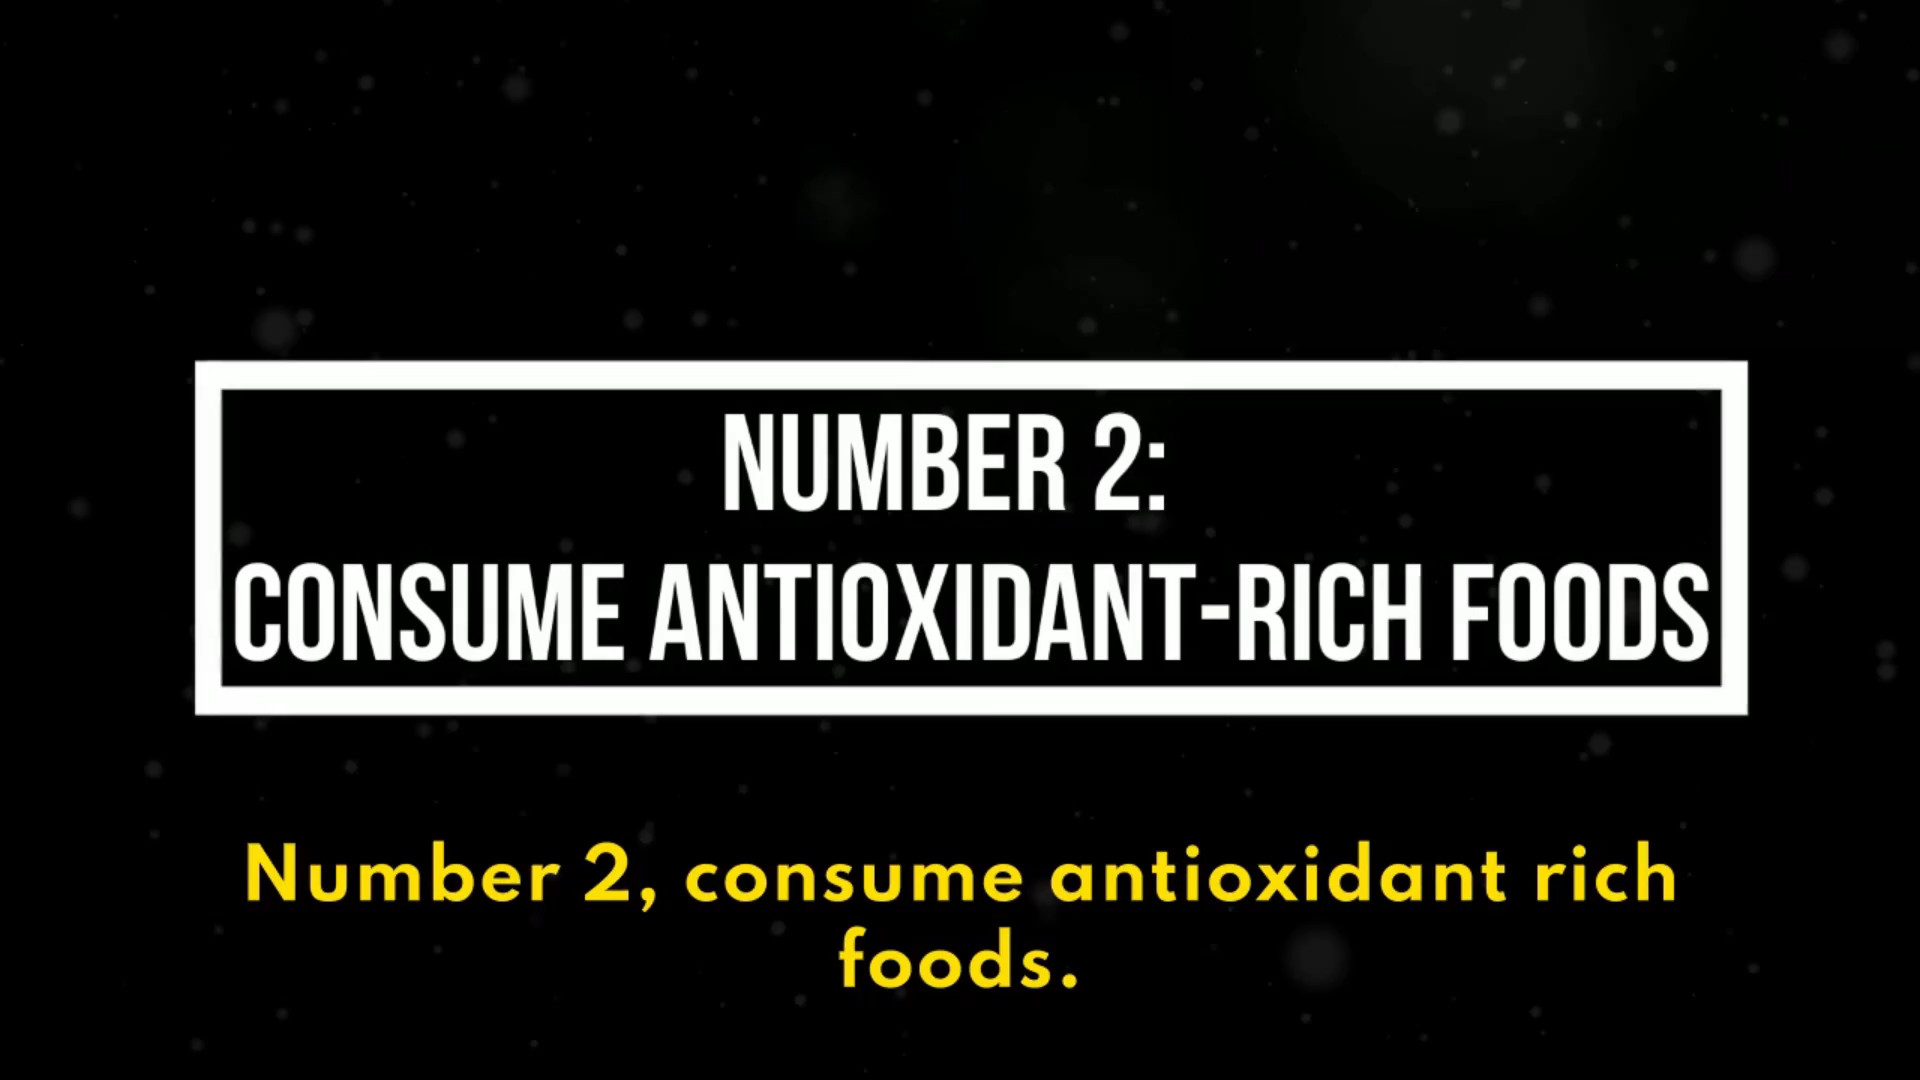 NUMBER 2:
CONSUME ANTIOXIDANT-RICH FOODS
Number 2, consume antioxidant rich
foods.